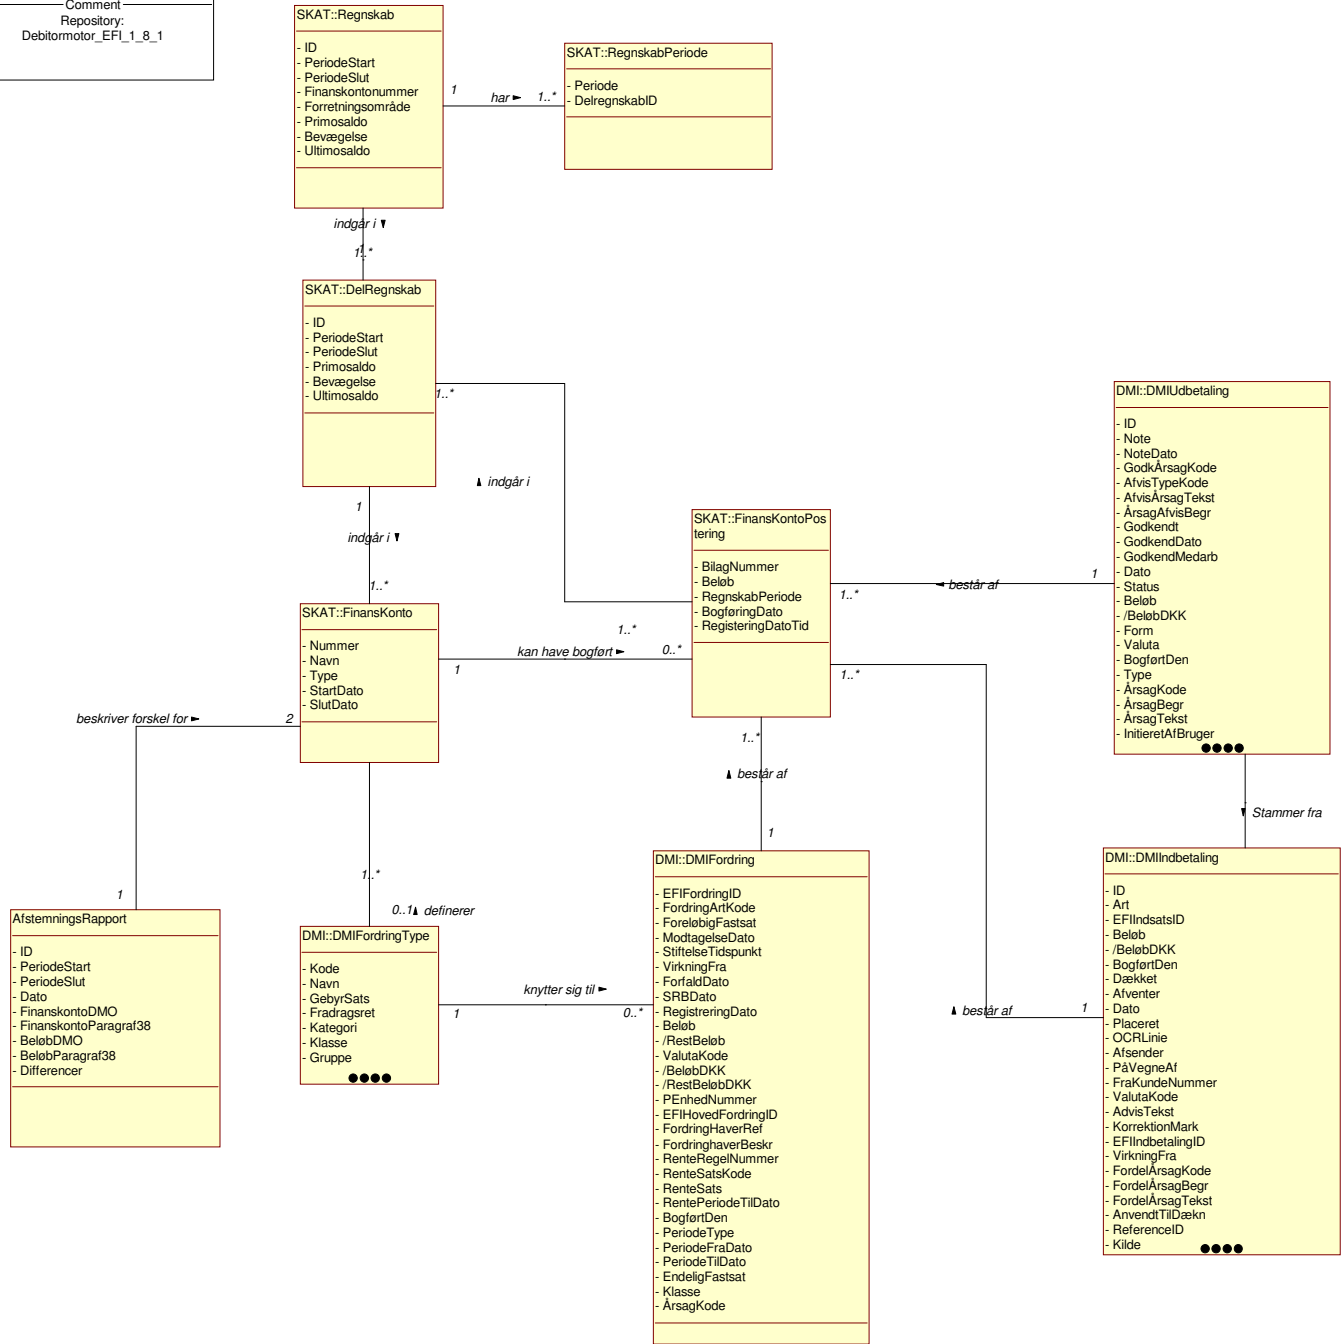 Comment
Repository:
Debitormotor_EFI_1_8_1
SKAT::Regnskab
- ID
- PeriodeStart
- PeriodeSlut
- Finanskontonummer
- Forretningsområde
- Primosaldo
- Bevægelse
- Ultimosaldo
1
har
1..*
SKAT::RegnskabPeriode
- Periode
- DelregnskabID
indgår i
1
1..*
SKAT::DelRegnskab
- ID
- PeriodeStart
- PeriodeSlut
- Primosaldo
- Bevægelse
- Ultimosaldo
1..*
indgår i
1
indgår i
1..*
SKAT::FinansKontoPos
tering
- BilagNummer
- Beløb
- RegnskabPeriode
- BogføringDato
- RegisteringDatoTid
1..*
består af
1
DMI::DMIUdbetaling
- ID
- Note
- NoteDato
- GodkÅrsagKode
- AfvisTypeKode
- AfvisÅrsagTekst
- ÅrsagAfvisBegr
- Godkendt
- GodkendDato
- GodkendMedarb
- Dato
- Status
- Beløb
- /BeløbDKK
- Form
- Valuta
- BogførtDen
- Type
- ÅrsagKode
- ÅrsagBegr
- ÅrsagTekst
- InitieretAfBruger
SKAT::FinansKonto
- Nummer
- Navn
- Type
- StartDato
- SlutDato
1
kan have bogført
1..*
0..*
1..*
beskriver forskel for
2
1
1..*
består af
1
Stammer fra
AfstemningsRapport
- ID
- PeriodeStart
- PeriodeSlut
- Dato
- FinanskontoDMO
- FinanskontoParagraf38
- BeløbDMO
- BeløbParagraf38
- Differencer
1..*
0..1
definerer
DMI::DMIFordringType
- Kode
- Navn
- GebyrSats
- Fradragsret
- Kategori
- Klasse
- Gruppe
1
knytter sig til
0..*
DMI::DMIFordring
- EFIFordringID
- FordringArtKode
- ForeløbigFastsat
- ModtagelseDato
- StiftelseTidspunkt
- VirkningFra
- ForfaldDato
- SRBDato
- RegistreringDato
- Beløb
- /RestBeløb
- ValutaKode
- /BeløbDKK
- /RestBeløbDKK
- PEnhedNummer
- EFIHovedFordringID
- FordringHaverRef
- FordringhaverBeskr
- RenteRegelNummer
- RenteSatsKode
- RenteSats
- RentePeriodeTilDato
- BogførtDen
- PeriodeType
- PeriodeFraDato
- PeriodeTilDato
- EndeligFastsat
- Klasse
- ÅrsagKode
består af
1
DMI::DMIIndbetaling
- ID
- Art
- EFIIndsatsID
- Beløb
- /BeløbDKK
- BogførtDen
- Dækket
- Afventer
- Dato
- Placeret
- OCRLinie
- Afsender
- PåVegneAf
- FraKundeNummer
- ValutaKode
- AdvisTekst
- KorrektionMark
- EFIIndbetalingID
- VirkningFra
- FordelÅrsagKode
- FordelÅrsagBegr
- FordelÅrsagTekst
- AnvendtTilDækn
- ReferenceID
- Kilde